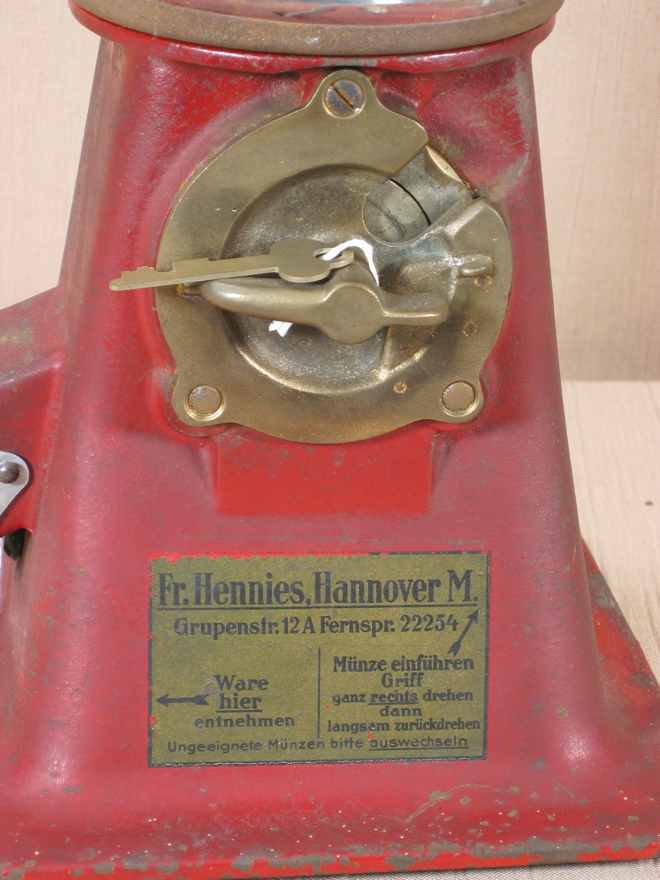 Fr. Hennies, Hannover M.
Grupenstr. 12 A Fernspr. 22254
Ware
hier
entnehmen
Münze einführen
Griff
ganz rechts drehen
dann
langsam zurückdrehen
Ungeeignete Münzen bitte auswechseln